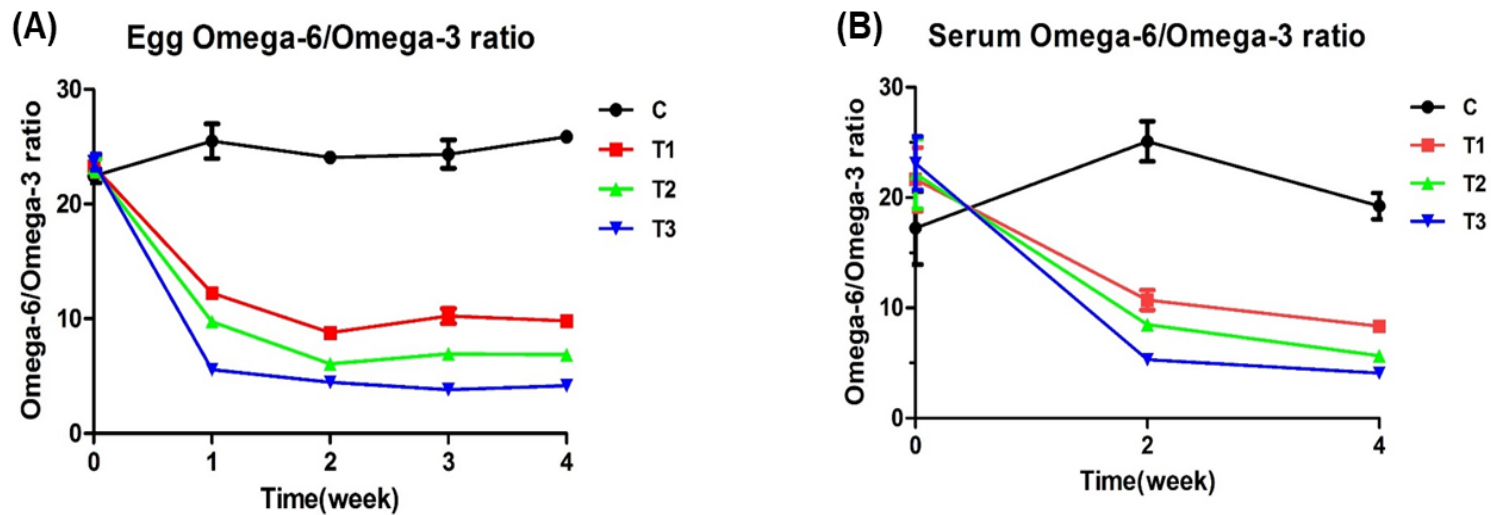 (A)
Egg Omega-6/Omega-3 ratio
Omega-6/Omega-3 ratio
30
20
10
0
0 1 2 3 4
Time(week)
C
T1
T2
T3
(B)
Serum Omega-6/Omega-3 ratio
Omega-6/Omega-3 ratio
30
20
10
0
0 2 4
Time(week)
C
T1
T2
T3